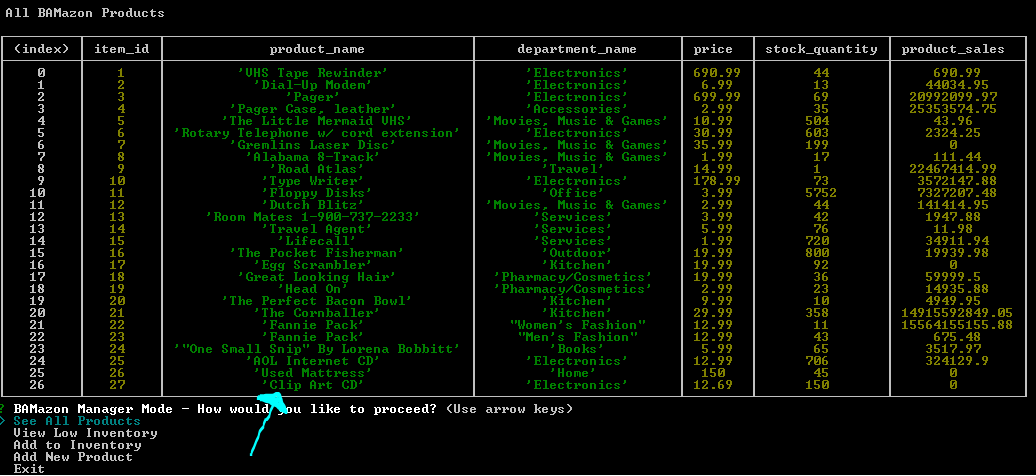 All BAMazon Products
(index) item_id product_name department_name price stock_quantity product_sales
0 1 'VHS Tape Rewinder' 'Electronics' 690.99 44 690.99
1 2 'Dial-Up Modem' 'Electronics' 6.99 13 44034.95
2 3 'Pager' 'Electronics' 699.99 69 20992099.97
3 4 'Pager Case, leather' 'Accessories' 2.99 35 25353574.75
4 5 'The Little Mermaid VHS' 'Movies, Music & Games' 10.99 504 43.96
5 6 'Rotary Telephone w/ cord extension' 'Electronics' 30.99 603 2324.25
6 7 'Gremlins Laser Disc' 'Movies, Music & Games' 35.99 199 0
7 8 'Alabama 8-Track' 'Movies, Music & Games' 1.99 17 111.44
8 9 'Road Atlas' 'Travel' 14.99 1 22467414.99
9 10 'Type Writer' 'Electronics' 178.99 73 3572147.88
10 11 'Floppy Disks' 'Office' 3.99 5752 7327207.48
11 12 'Dutch Blitz' 'Movies, Music & Games' 2.99 44 141414.95
12 13 'Room Mates 1-900-737-2233' 'Services' 3.99 42 1947.88
13 14 'Travel Agent' 'Services' 5.99 76 11.98
14 15 'Lifecall' 'Services' 1.99 720 34911.94
15 16 'The Pocket Fisherman' 'Outdoor' 19.99 800 19939.98
16 17 'Egg Scrambler' 'Kitchen' 19.99 92 0
17 18 'Great Looking Hair' 'Pharmacy/Cosmetics' 19.99 36 59999.5
18 19 'Head On' 'Pharmacy/Cosmetics' 2.99 23 14935.88
19 20 'The Perfect Bacon Bowl' 'Kitchen' 9.99 10 4949.95
20 21 'The Cornballer' 'Kitchen' 29.99 358 14915592849.05
21 22 'Fannie Pack' "Women's Fashion" 12.99 11 15564155155.88
22 23 'Fannie Pack' "Men's Fashion" 12.99 43 675.48
23 24 '"One Small Snip" By Lorena Bobbitt' 'Books' 5.99 65 3517.97
24 25 'AOL Internet CD' 'Electronics' 12.99 706 324129.9
25 26 'Used Mattress' 'Home' 150 45 0
26 27 'Clip Art CD' 'Electronics' 12.69 150 0
? BAMazon Manager Mode - How would you like to proceed? (Use arrow keys)
> See All Products
View Low Inventory
Add to Inventory
Add New Product
Exit